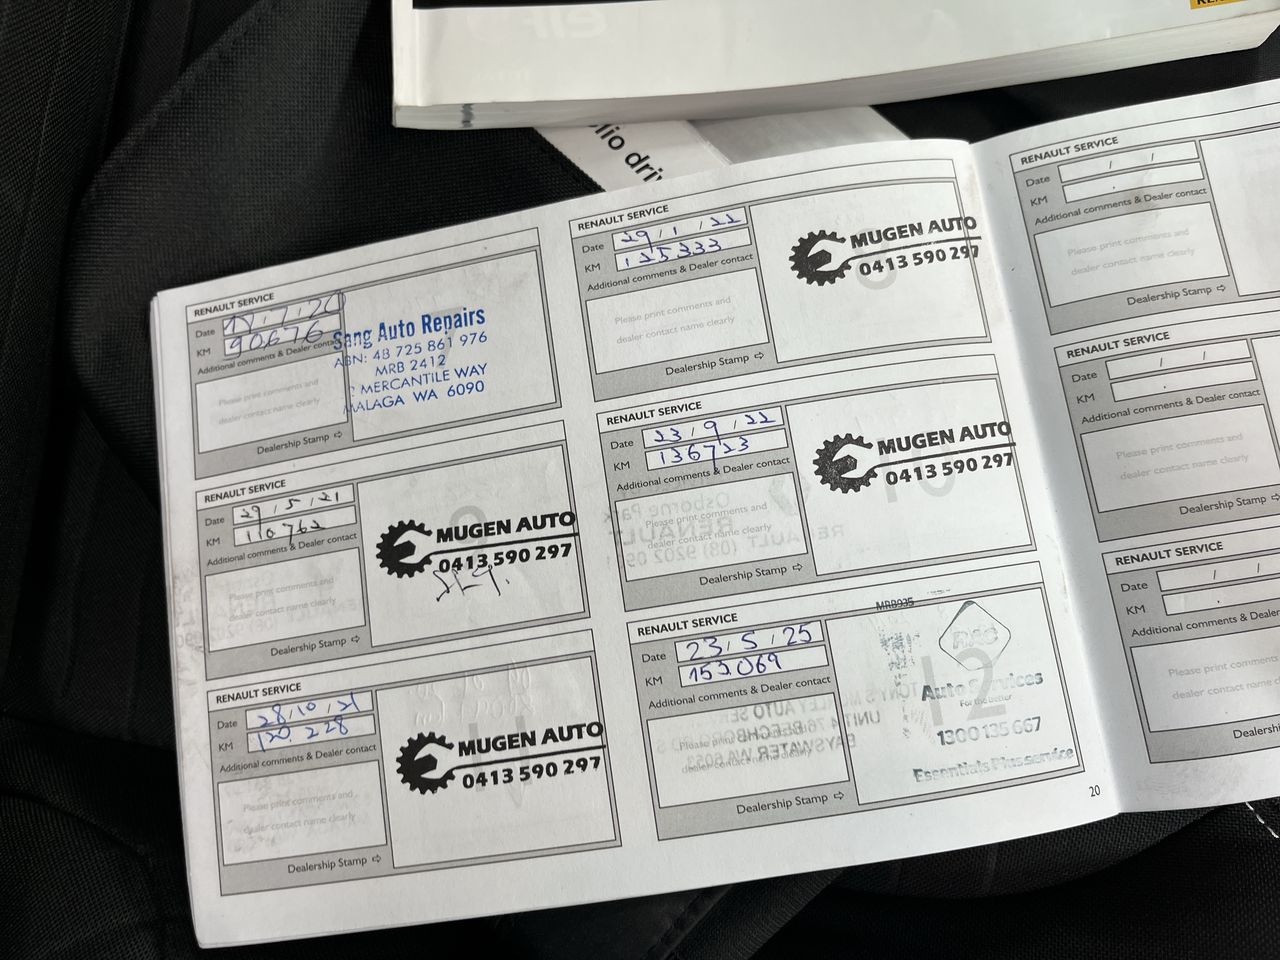 RENAULT SERVICE
Date 18,7,20
KM 90676
Additional comments & Dealer contact
Please print comments and
dealer contact name clearly
Dealership Stamp ⇨
Sang Auto Repairs
ABN: 48 725 861 976
MRB 2412
MERCANTILE WAY
MALAGA WA 6090
RENAULT SERVICE
Date 29, 5, 21
KM 110762
Additional comments & Dealer contact
Please print comments and
dealer contact name clearly
Dealership Stamp ⇨
MUGEN AUTO
0413 590 297
RENAULT SERVICE
Date 28,10,21
KM 120 228
Additional comments & Dealer contact
Please print comments and
dealer contact name clearly
Dealership Stamp ⇨
MUGEN AUTO
0413 590 297
RENAULT SERVICE
Date 29, 1, 22
KM 125333
Additional comments & Dealer contact
Please print comments and
dealer contact name clearly
Dealership Stamp ⇨
MUGEN AUTO
0413 590 297
RENAULT SERVICE
Date 23, 9, 22
KM 136723
Additional comments & Dealer contact
Please print comments and
dealer contact name clearly
Dealership Stamp ⇨
MUGEN AUTO
0413 590 297
RENAULT SERVICE
Date 23, 5, 25
KM 153069
Additional comments & Dealer contact
Please print comments and
dealer contact name clearly
Dealership Stamp ⇨
12
Auto Services
For the better
1300 135 667
Essentials Plus service
20
RENAULT SERVICE
Date / /
KM .
Additional comments & Dealer contact
Please print comments and
dealer contact name clearly
Dealership Stamp ⇨
RENAULT SERVICE
Date / /
KM .
Additional comments & Dealer contact
Please print comments and
dealer contact name clearly
Dealership Stamp ⇨
RENAULT SERVICE
Date / /
KM .
Additional comments & Dealer
Please print comments
dealer contact name clearly